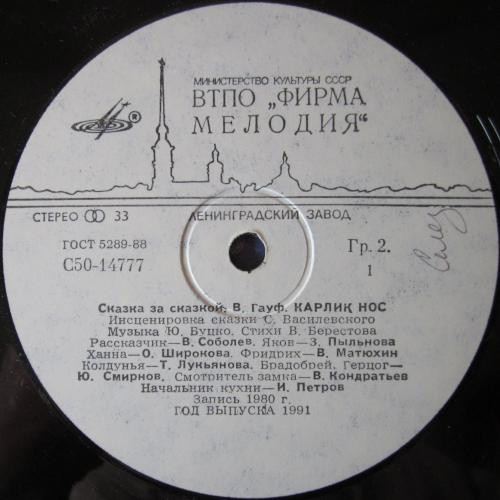 МИНИСТЕРСТВО КУЛЬТУРЫ СССР
ВТПО „ФИРМА
МЕЛОДИЯ"
®
СТЕРЕО 33 ЛЕНИНГРАДСКИЙ ЗАВОД
ГОСТ 5289-88 Гр. 2.
С50-14777 1
Сказка за сказкой. В. Гауф. КАРЛИК НОС
Инсценировка сказки С. Василевского
Музыка Ю. Буцко. Стихи В. Берестова
Рассказчик—В. Соболев, Яков— З. Пыльнова
Ханна—О. Широкова, Фридрих—В. Матюхин
Колдунья—Т. Лукьянова, Брадобрей, Герцог—
Ю. Смирнов, Смотритель замка—В. Кондратьев
Начальник кухни—И. Петров
Запись 1980 г.
ГОД ВЫПУСКА 1991